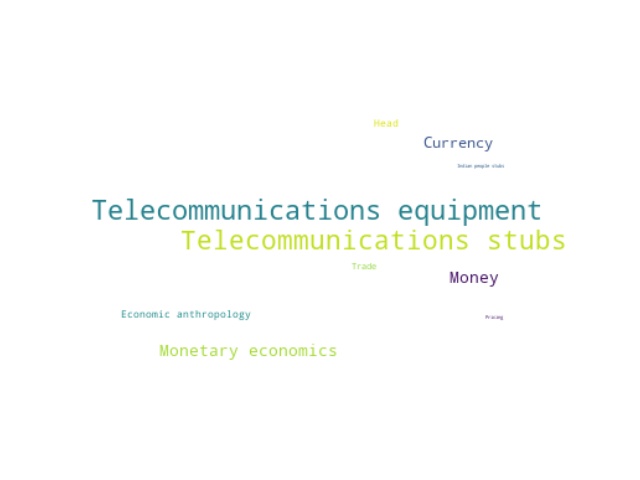 Head
Currency
Indian people stubs
Telecommunications equipment
Telecommunications stubs
Trade
Money
Economic anthropology
Pricing
Monetary economics